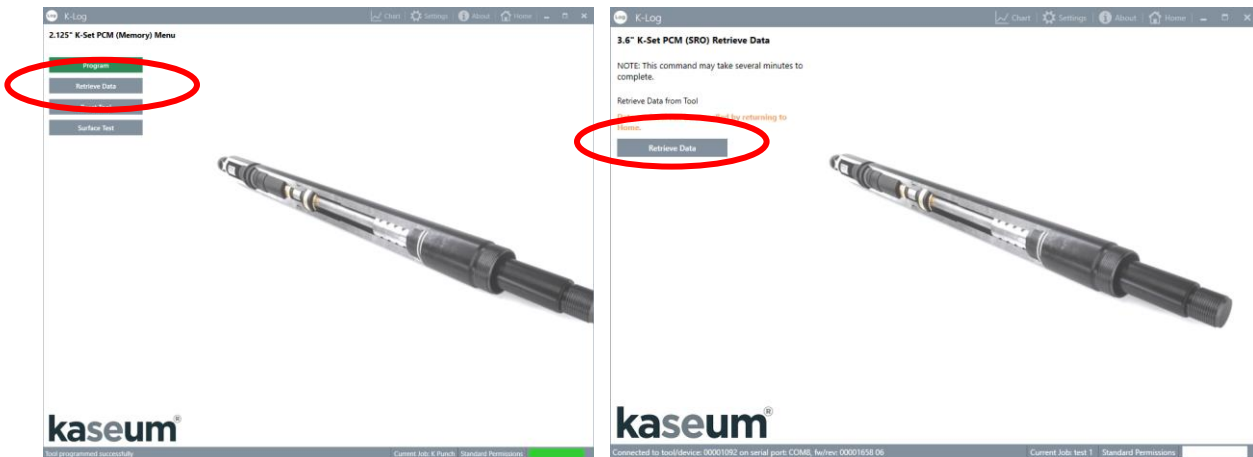 Log K-Log Chart Settings About Home
2.125" K-Set PCM (Memory) Menu
Program
Retrieve Data
Tool
Surface Test
kaseum®
Tool programmed successfully Current Job: K Punch Standard Permissions
Log K-Log Chart Settings About Home
3.6" K-Set PCM (SRO) Retrieve Data
NOTE: This command may take several minutes to
complete.
Retrieve Data from Tool
by returning to
Home.
Retrieve Data
kaseum®
Connected to tool/device: 00001092 on serial port: COM8, fw/rev: 00001658 06 Current Job: test 1 Standard Permissions